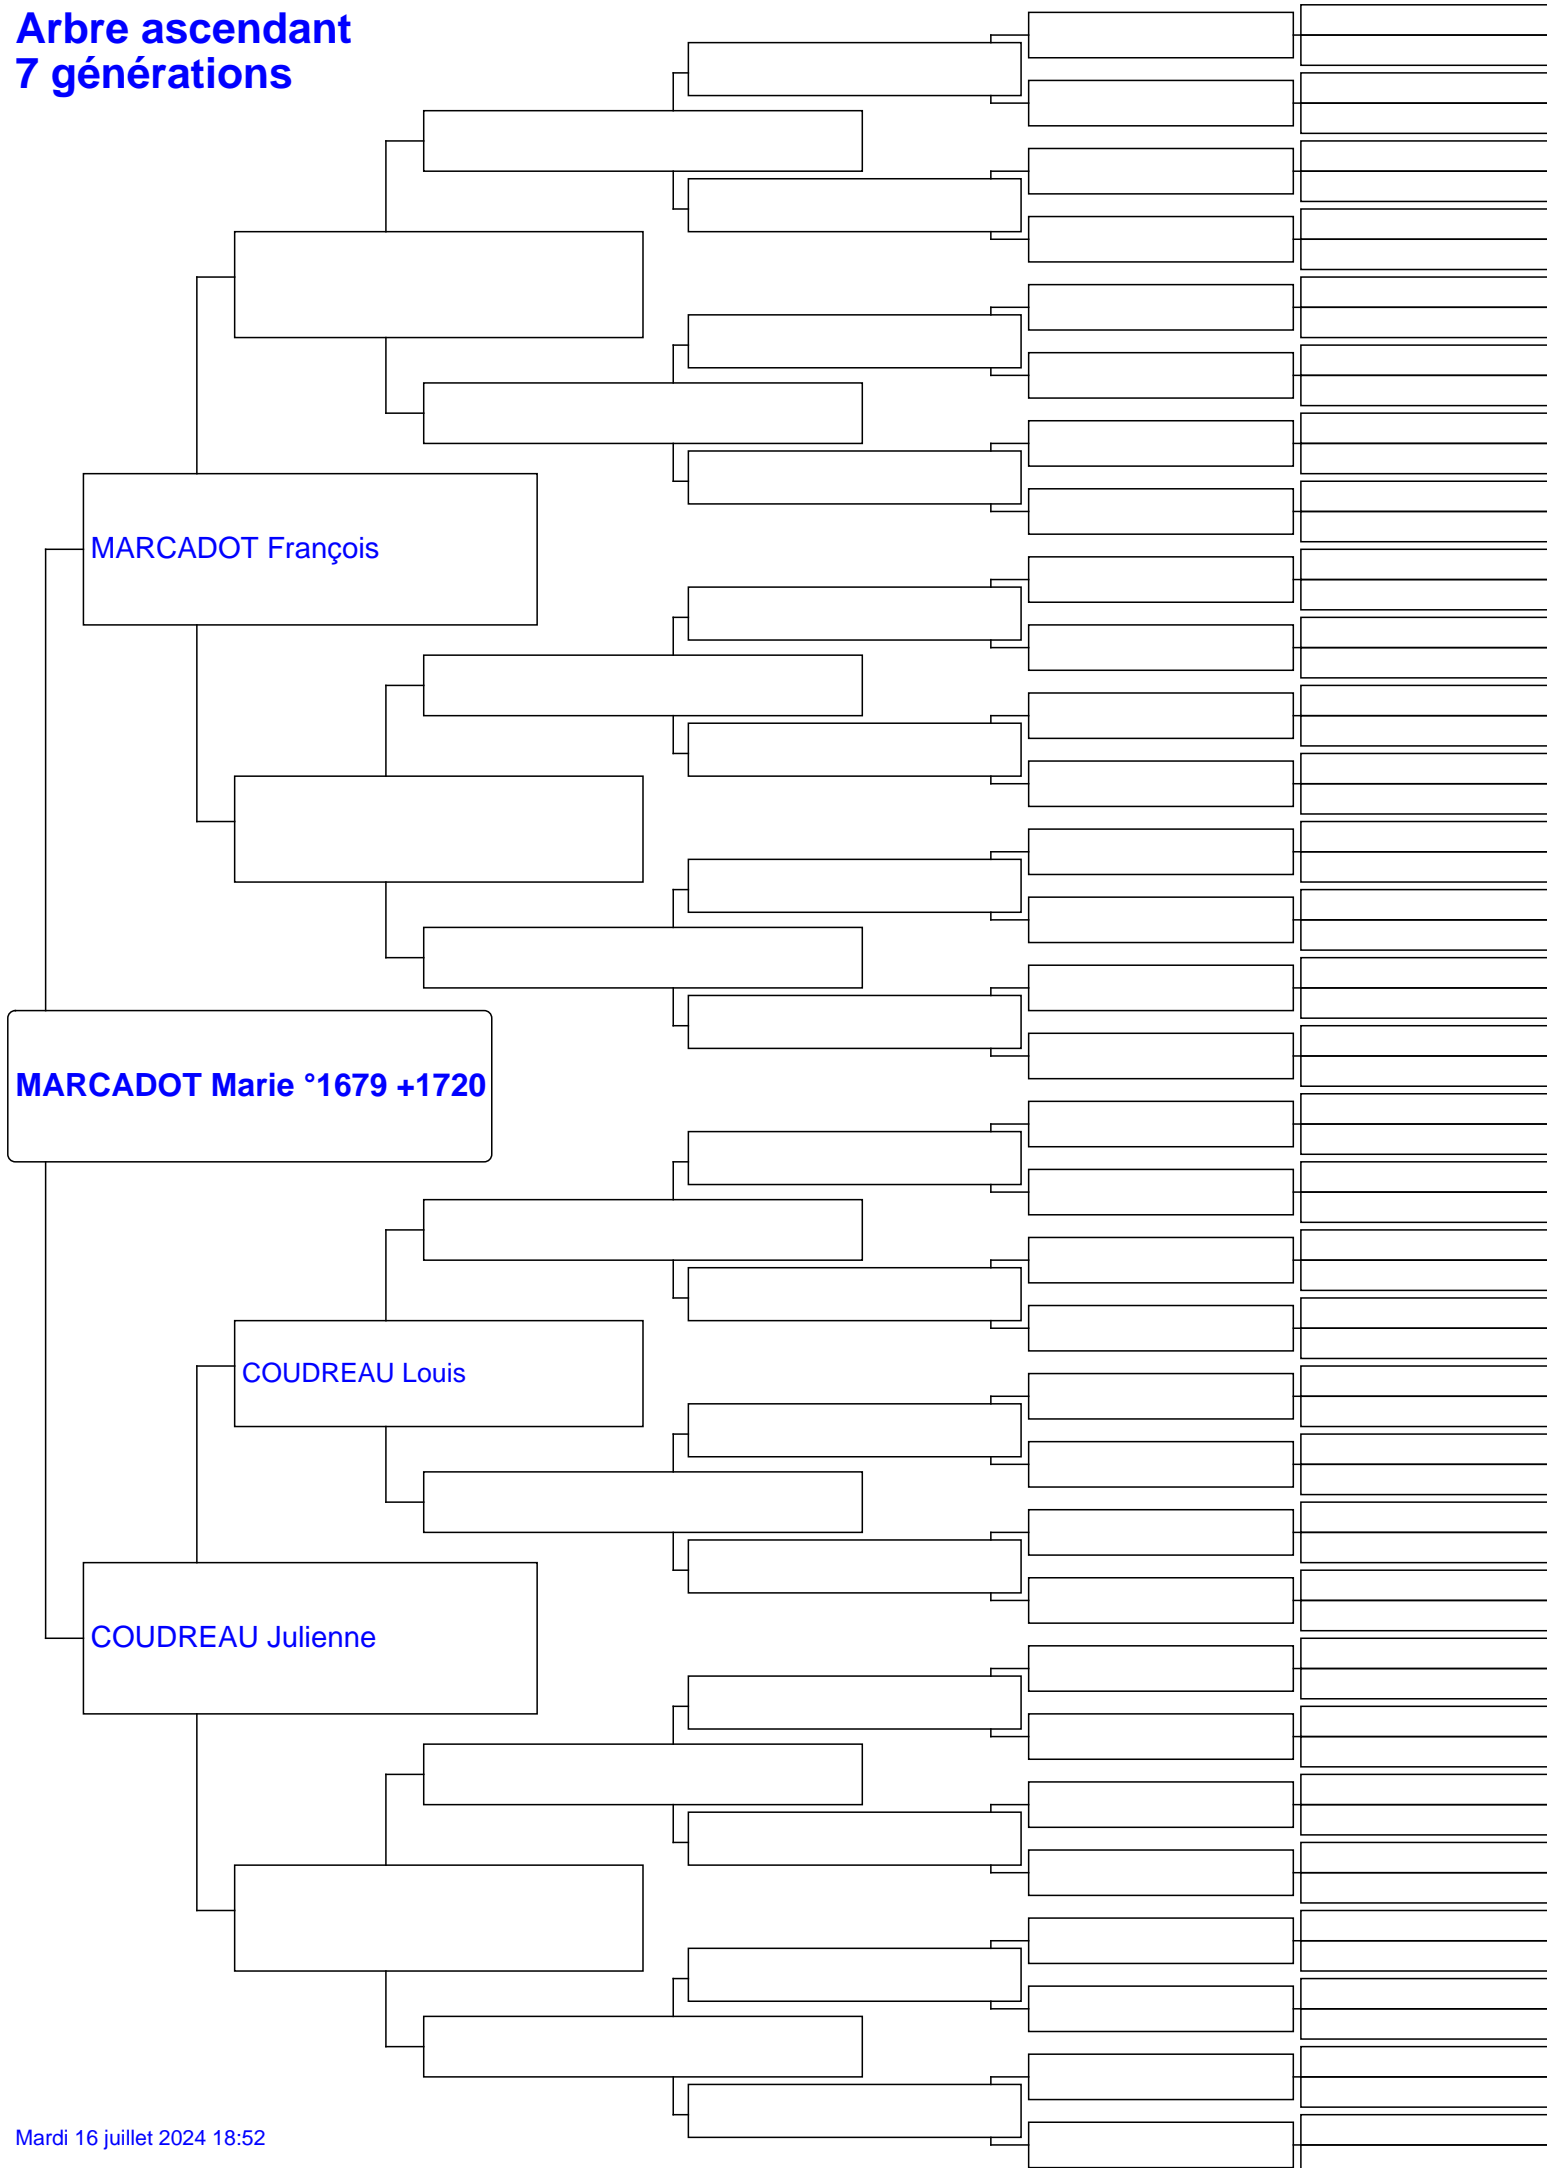 Arbre ascendant
7 générations
MARCADOT François
MARCADOT Marie °1679 +1720
COUDREAU Louis
COUDREAU Julienne
Mardi 16 juillet 2024 18:52